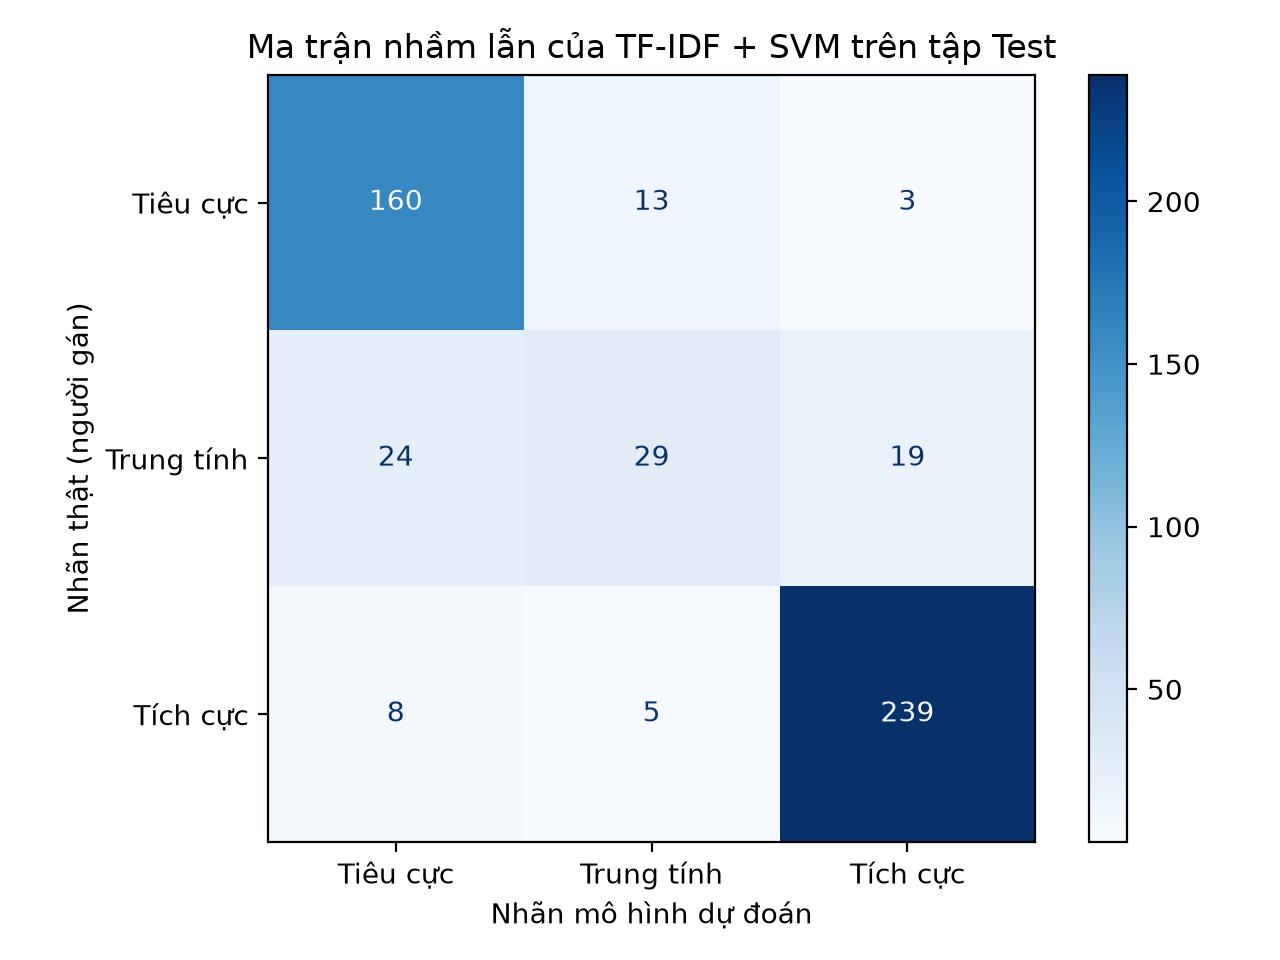 Ma trận nhầm lẫn của TF-IDF + SVM trên tập Test
Nhãn thật (người gán)
Tiêu cực
160
13
3
Trung tính
24
29
19
Tích cực
8
5
239
Tiêu cực
Trung tính
Tích cực
Nhãn mô hình dự đoán
200
150
100
50